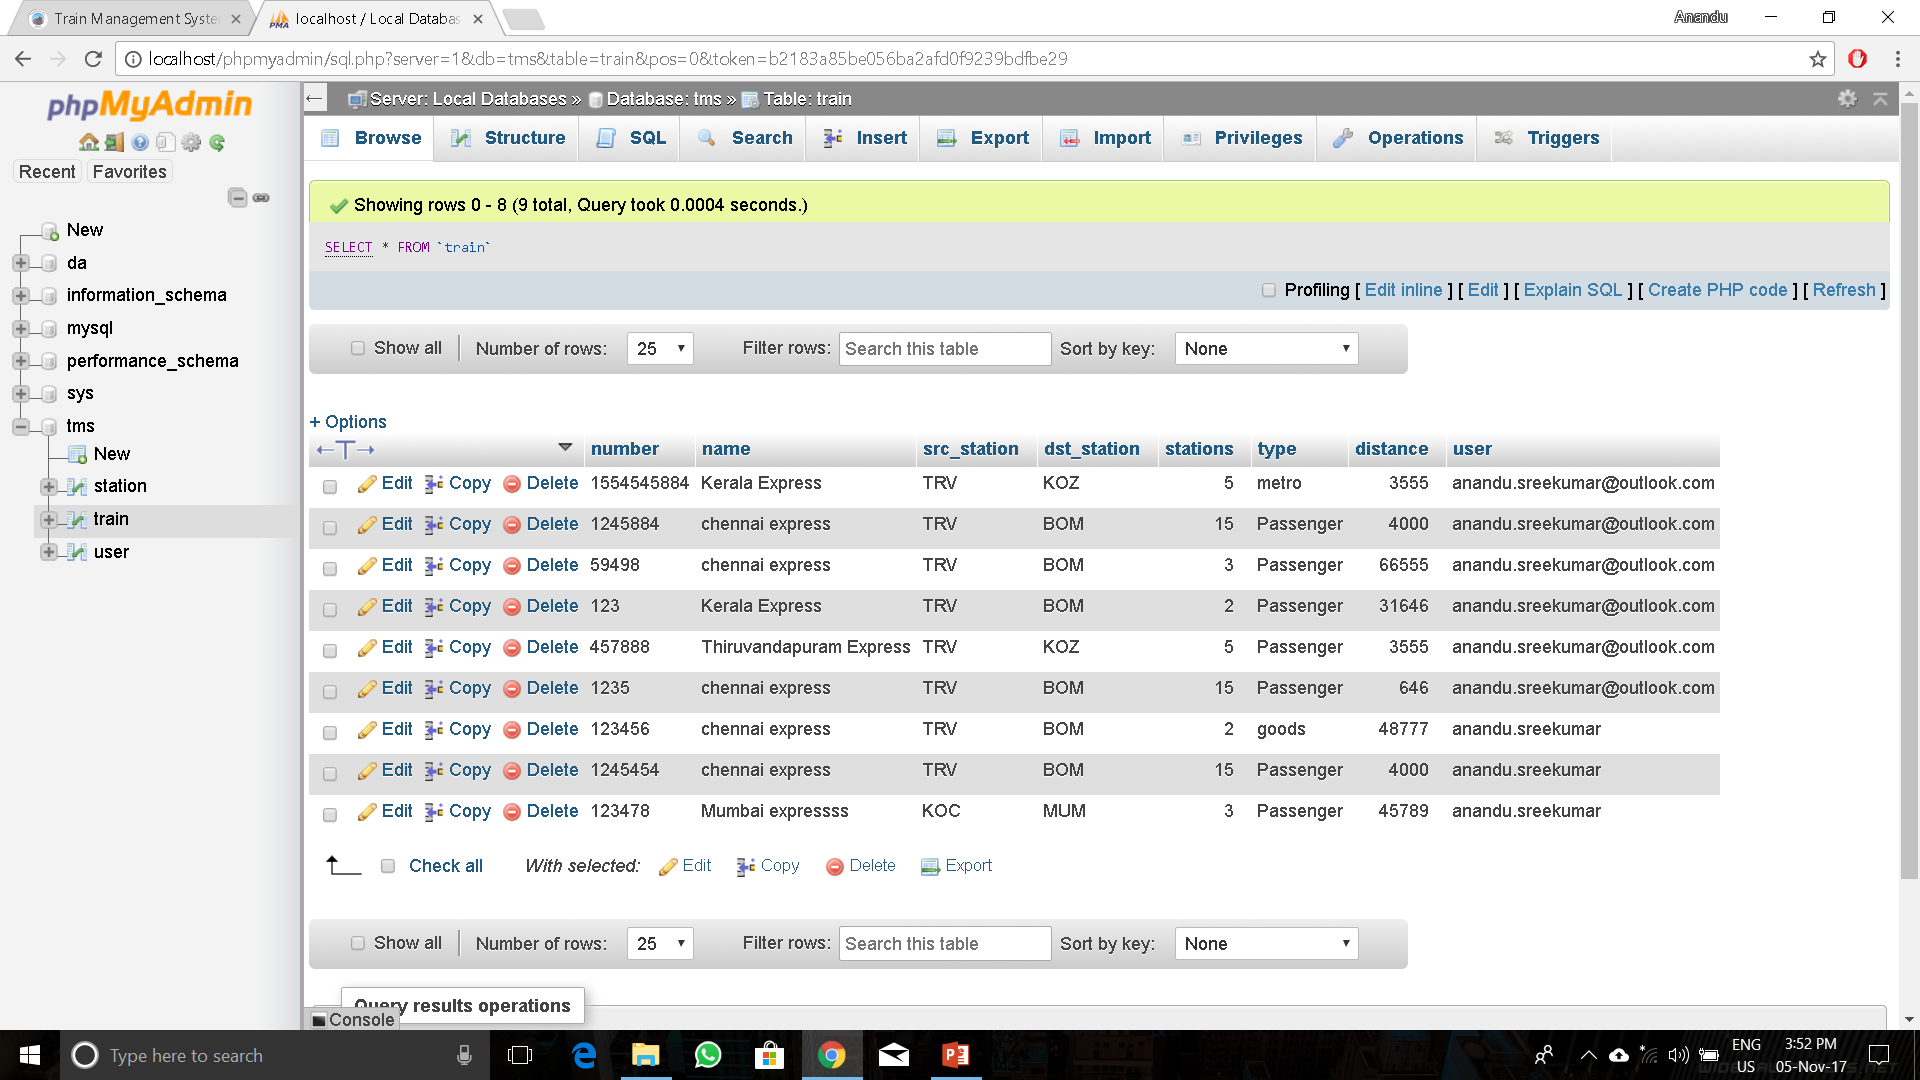 Train Management Syste
localhost / Local Databas
Anandu
localhost/phpmyadmin/sql.php?server=1&db=tms&table=train&pos=0&token=b2183a85be056ba2afd0f9239bdfbe29
phpMyAdmin
Recent Favorites
New
da
information_schema
mysql
performance_schema
sys
tms
New
station
train
user
Server: Local Databases » Database: tms » Table: train
Browse Structure SQL Search Insert Export Import Privileges Operations Triggers
Showing rows 0 - 8 (9 total, Query took 0.0004 seconds.)
SELECT * FROM `train`
Profiling [ Edit inline ] [ Edit ] [ Explain SQL ] [ Create PHP code ] [ Refresh ]
Show all Number of rows: 25 Filter rows: Search this table Sort by key: None
+ Options
number name src_station dst_station stations type distance user
Edit Copy Delete 1554545884 Kerala Express TRV KOZ 5 metro 3555 anandu.sreekumar@outlook.com
Edit Copy Delete 1245884 chennai express TRV BOM 15 Passenger 4000 anandu.sreekumar@outlook.com
Edit Copy Delete 59498 chennai express TRV BOM 3 Passenger 66555 anandu.sreekumar@outlook.com
Edit Copy Delete 123 Kerala Express TRV BOM 2 Passenger 31646 anandu.sreekumar@outlook.com
Edit Copy Delete 457888 Thiruvandapuram Express TRV KOZ 5 Passenger 3555 anandu.sreekumar@outlook.com
Edit Copy Delete 1235 chennai express TRV BOM 15 Passenger 646 anandu.sreekumar@outlook.com
Edit Copy Delete 123456 chennai express TRV BOM 2 goods 48777 anandu.sreekumar
Edit Copy Delete 1245454 chennai express TRV BOM 15 Passenger 4000 anandu.sreekumar
Edit Copy Delete 123478 Mumbai expressss KOC MUM 3 Passenger 45789 anandu.sreekumar
Check all With selected: Edit Copy Delete Export
Show all Number of rows: 25 Filter rows: Search this table Sort by key: None
Query results operations
Console
Type here to search
ENG
US
3:52 PM
05-Nov-17